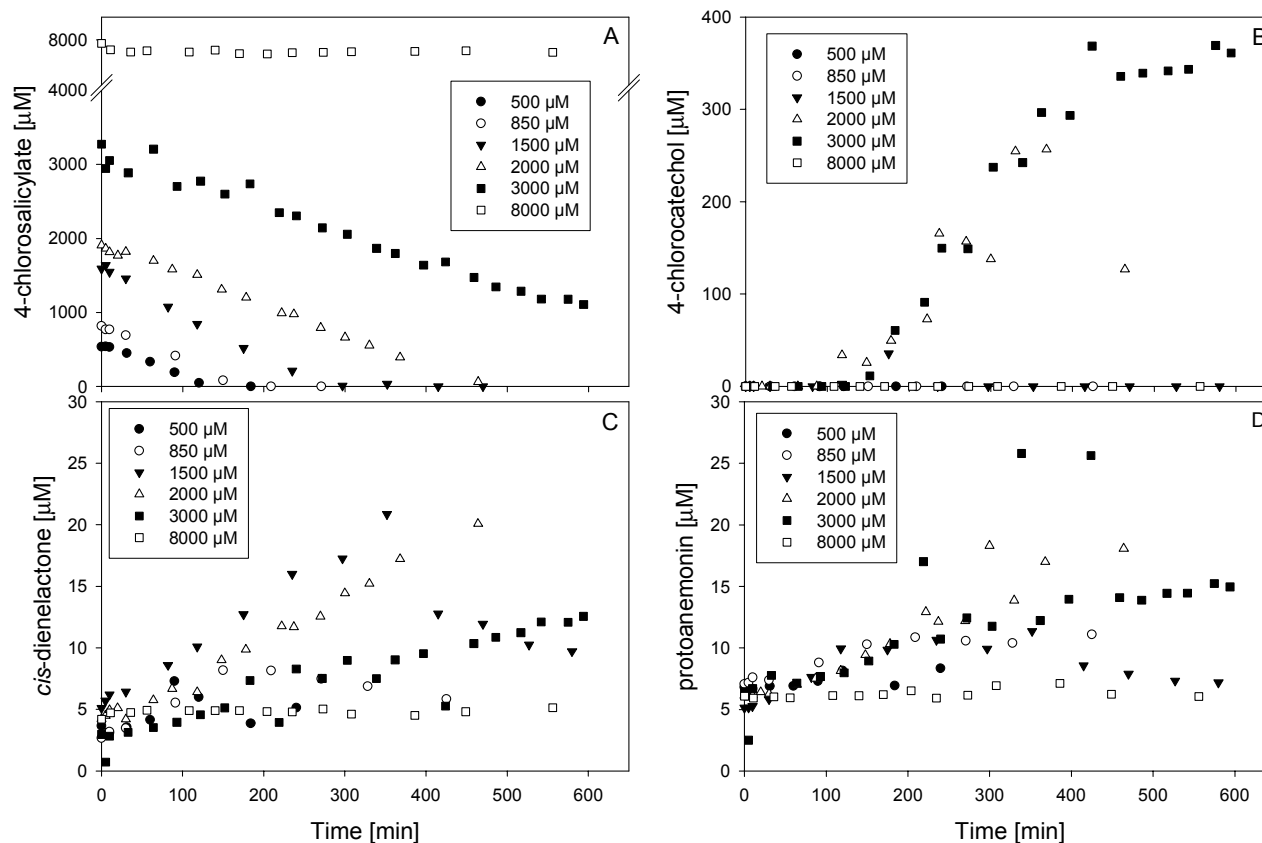 A
4-chlorosalicylate [µM]
8000
4000
3000
2000
1000
0
500 µM
850 µM
1500 µM
2000 µM
3000 µM
8000 µM
B
4-chlorocatechol [µM]
400
350
300
250
200
150
100
50
0
500 µM
850 µM
1500 µM
2000 µM
3000 µM
8000 µM
C
cis-dienelactone [µM]
30
25
20
15
10
5
0
500 µM
850 µM
1500 µM
2000 µM
3000 µM
8000 µM
0 100 200 300 400 500 600
Time [min]
D
protoanemonin [µM]
30
25
20
15
10
5
0
500 µM
850 µM
1500 µM
2000 µM
3000 µM
8000 µM
0 100 200 300 400 500 600
Time [min]